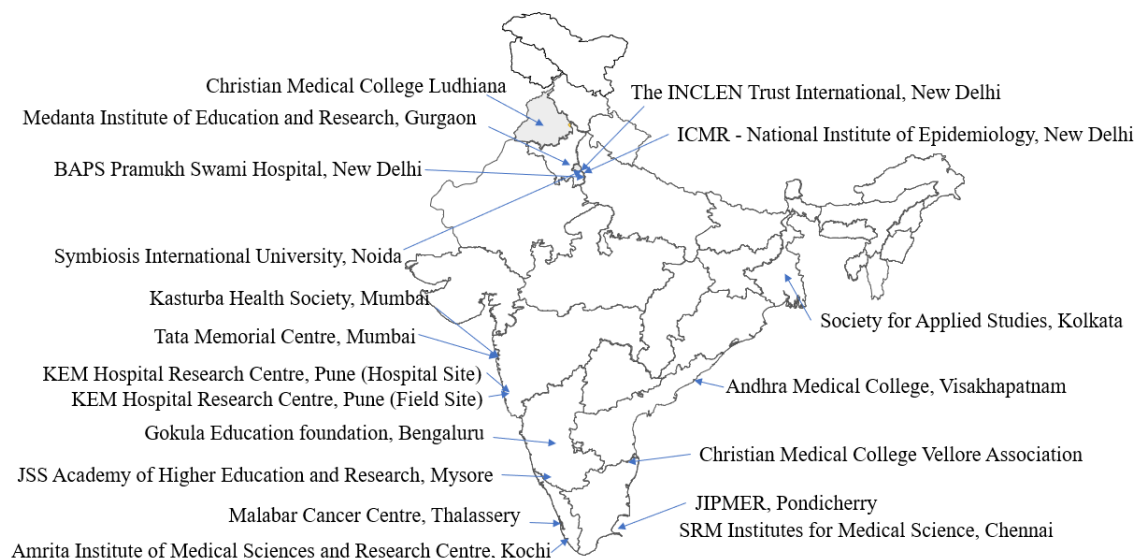 Christian Medical College Ludhiana
Medanta Institute of Education and Research, Gurgaon
BAPS Pramukh Swami Hospital, New Delhi
Symbiosis International University, Noida
Kasturba Health Society, Mumbai
Tata Memorial Centre, Mumbai
KEM Hospital Research Centre, Pune (Hospital Site)
KEM Hospital Research Centre, Pune (Field Site)
Gokula Education foundation, Bengaluru
JSS Academy of Higher Education and Research, Mysore
Malabar Cancer Centre, Thalassery
Amrita Institute of Medical Sciences and Research Centre, Kochi
The INCLEN Trust International, New Delhi
ICMR - National Institute of Epidemiology, New Delhi
Society for Applied Studies, Kolkata
Andhra Medical College, Visakhapatnam
Christian Medical College Vellore Association
JIPMER, Pondicherry
SRM Institutes for Medical Science, Chennai